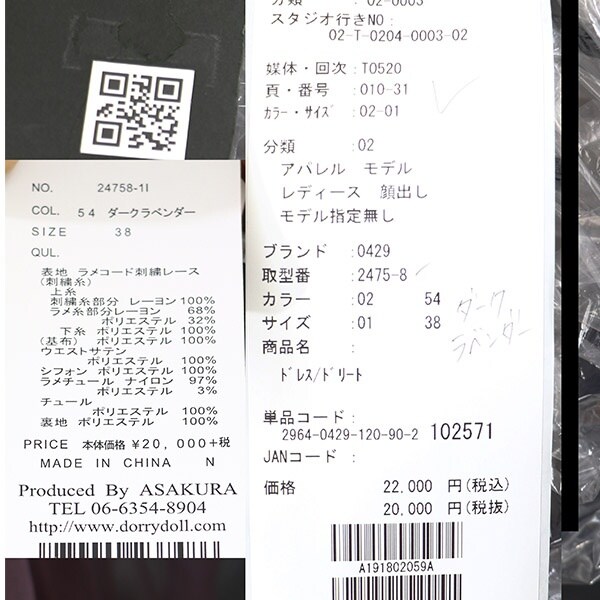 NO. 24758-1I
COL. 54 ダークラベンダー
SIZE 38
QUL.
表地 ラメコード刺繍レース
(刺繍糸)
上糸
刺繍糸部分 レーヨン 100%
ラメ糸部分レーヨン 68%
ポリエステル 32%
下糸 ポリエステル 100%
(基布) ポリエステル 100%
ウエストサテン
ポリエステル 100%
シフォン ポリエステル 100%
ラメチュール ナイロン 97%
ポリエステル 3%
チュール
ポリエステル 100%
裏地 ポリエステル 100%
PRICE 本体価格 ¥20,000+税
MADE IN CHINA N
Produced By ASAKURA
TEL 06-6354-8904
http://www.dorrydoll.com
分類 :02-0003
スタジオ行きNO:
02-T-0204-0003-02
媒体・回次:T0520
頁・番号 :010-31
カラー・サイズ:02-01
分類 :02
アパレル モデル
レディース 顔出し
モデル指定無し
ブランド :0429
取型番 :2475-8
カラー :02 54
サイズ :01 38
ダーク
ラベンダー
商品名 :
ドレス/ドリート
単品コード:
2964-0429-120-90-2 102571
JANコード :
価格 22,000 円(税込)
20,000 円(税抜)
A191802059A